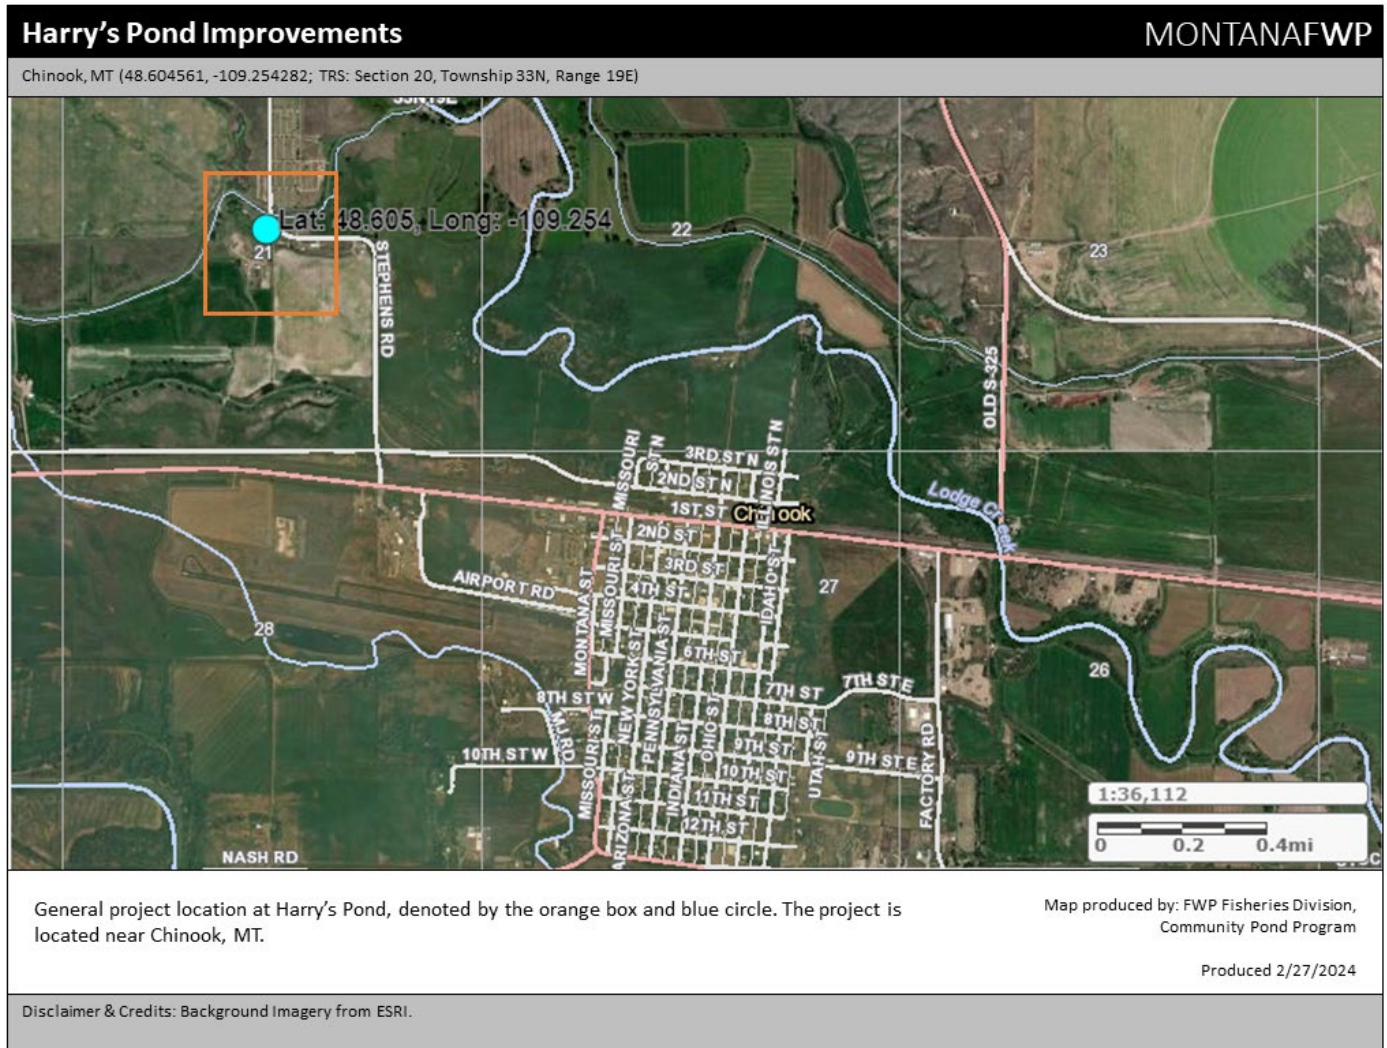 Harry's Pond Improvements
MONTANAFWP
Chinook, MT (48.604561, -109.254282; TRS: Section 20, Township 33N, Range 19E)
33N19E
Lat: 48.605, Long: -109.254
21
22
23
STEPHENS RD
OLD S-325
MISSOURI
ST N
3RD ST N
2ND ST N
ILLINOIS ST N
1ST ST
Chinook
Lodge Creek
2ND ST
3RD ST
4TH ST
AIRPORT RD
MONTANA ST
MISSOURI ST
IDAHO ST
27
28
26
6TH ST
NEW YORK ST
PENNSYLVANIA ST
7TH ST
7TH ST E
8TH ST W
8TH ST
MJ RD
OHIO ST
INDIANA ST
9TH ST
9TH ST E
UTAH ST
10TH ST W
10TH ST
MISSOURI ST
ARIZONA ST
11TH ST
12TH ST
FACTORY RD
NASH RD
1:36,112
0 0.2 0.4mi
General project location at Harry's Pond, denoted by the orange box and blue circle. The project is
located near Chinook, MT.
Map produced by: FWP Fisheries Division,
Community Pond Program
Produced 2/27/2024
Disclaimer & Credits: Background Imagery from ESRI.